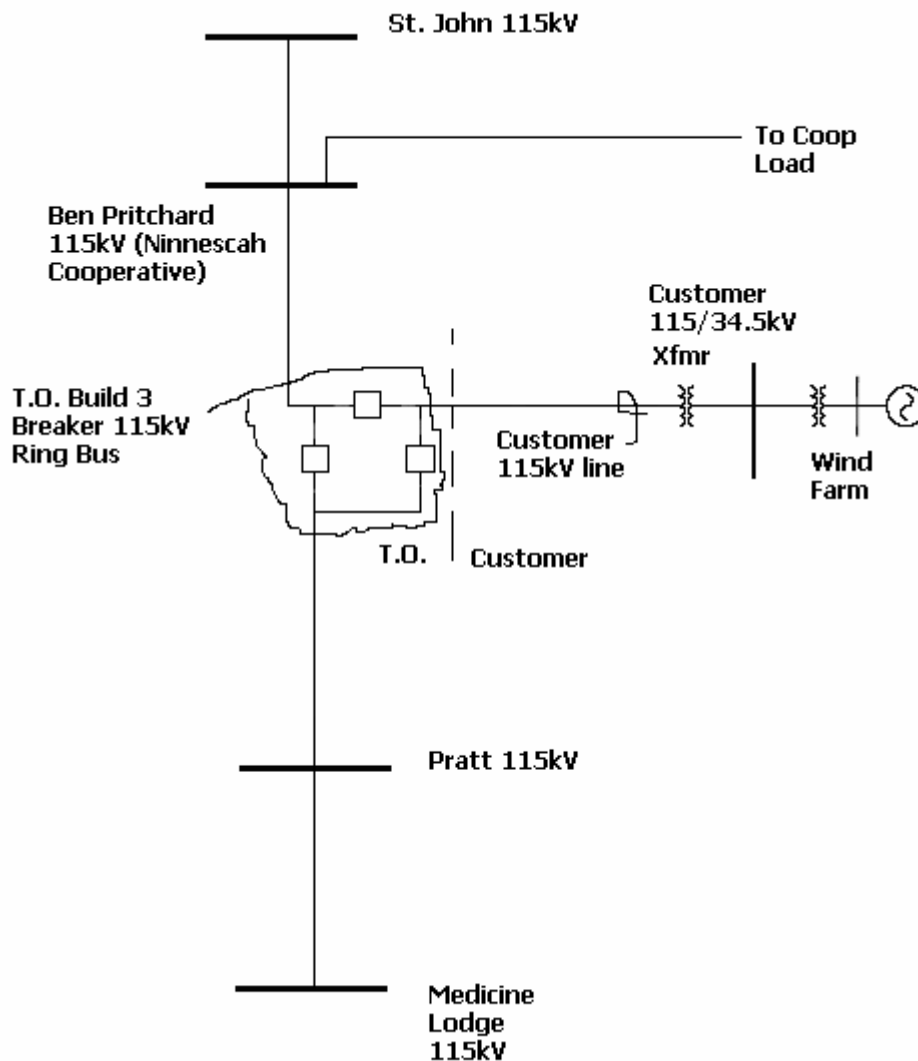 St. John 115kV
To Coop
Load
Ben Pritchard
115kV (Ninnescah
Cooperative)
Customer
115/34.5kV
Xfmr
T.O. Build 3
Breaker 115kV
Ring Bus
Customer
115kV line
Wind
Farm
T.O.
Customer
Pratt 115kV
Medicine
Lodge
115kV